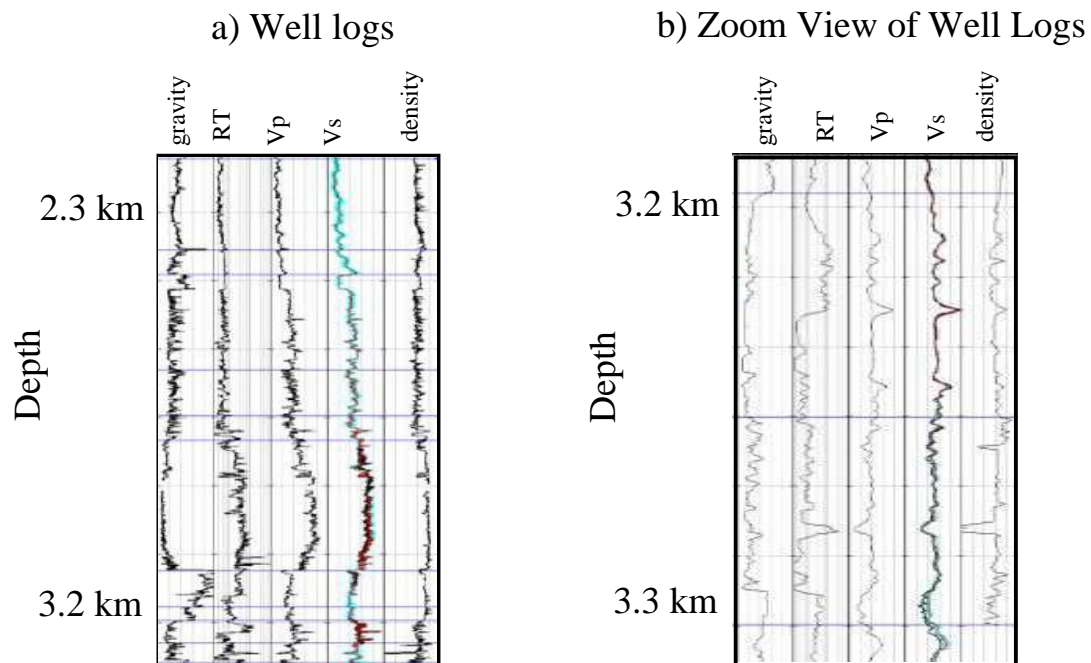 a) Well logs
gravity
RT
Vp
Vs
density
2.3 km
Depth
3.2 km
b) Zoom View of Well Logs
gravity
RT
Vp
Vs
density
3.2 km
Depth
3.3 km